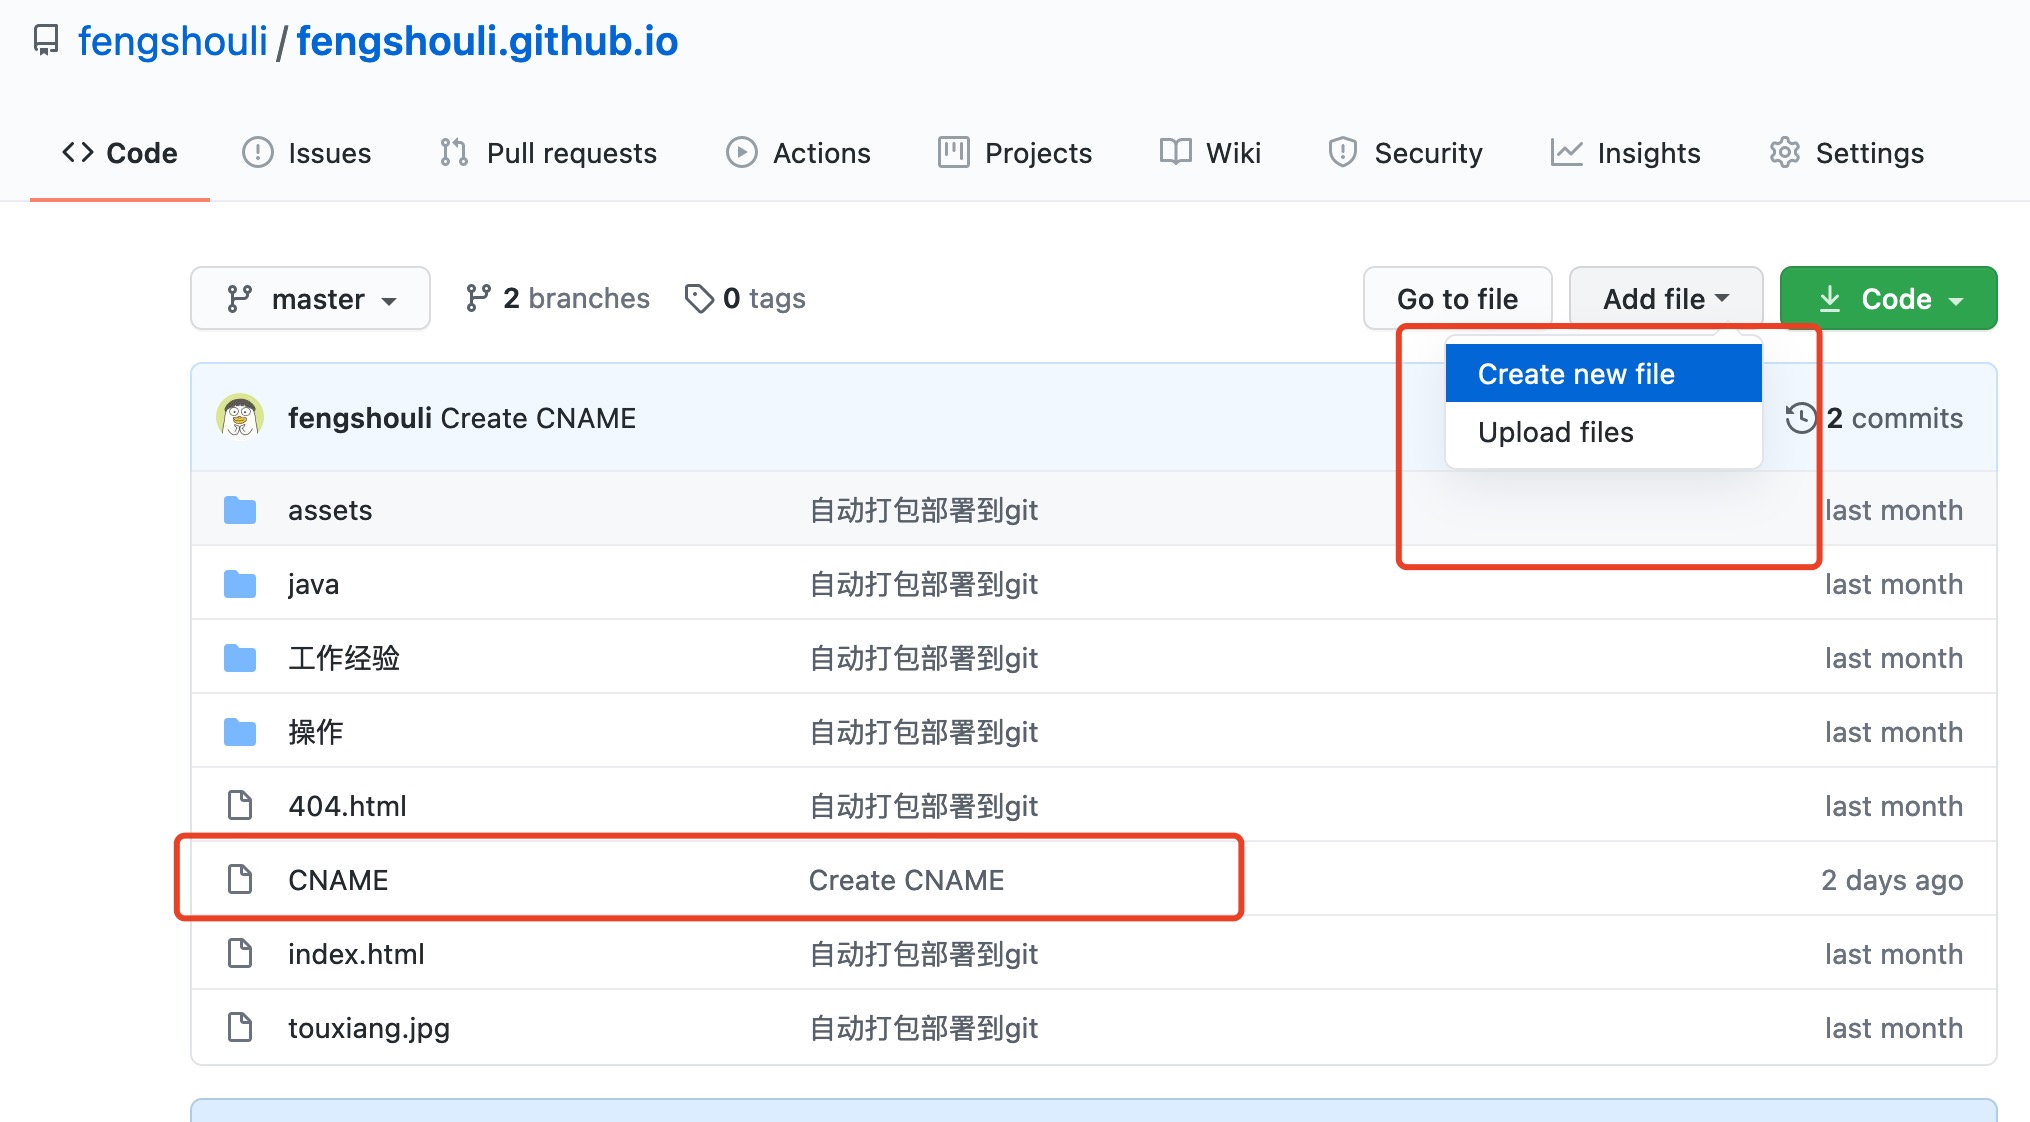 fengshouli / fengshouli.github.io
Code Issues Pull requests Actions Projects Wiki Security Insights Settings
master 2 branches 0 tags Go to file Add file Code
Create new file
Upload files
fengshouli Create CNAME 2 commits
assets 自动打包部署到git last month
java 自动打包部署到git last month
工作经验 自动打包部署到git last month
操作 自动打包部署到git last month
404.html 自动打包部署到git last month
CNAME Create CNAME 2 days ago
index.html 自动打包部署到git last month
touxiang.jpg 自动打包部署到git last month